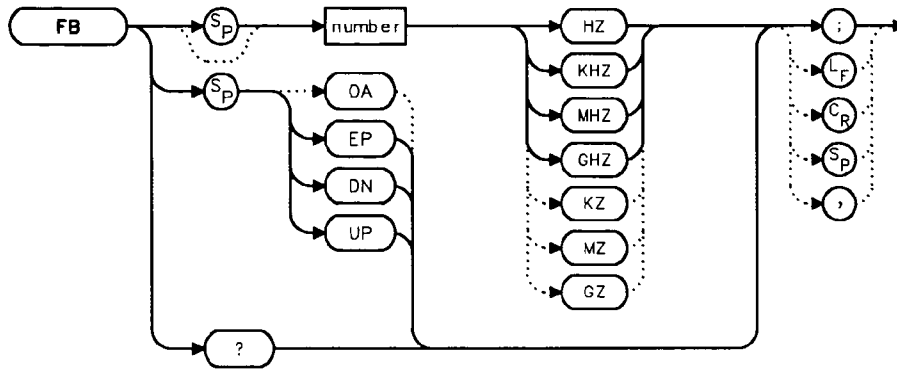 FB SP number HZ ;
KHZ LF
SP OA MHZ CR
EP GHZ SP
DN KZ ,
UP MZ
GZ
?